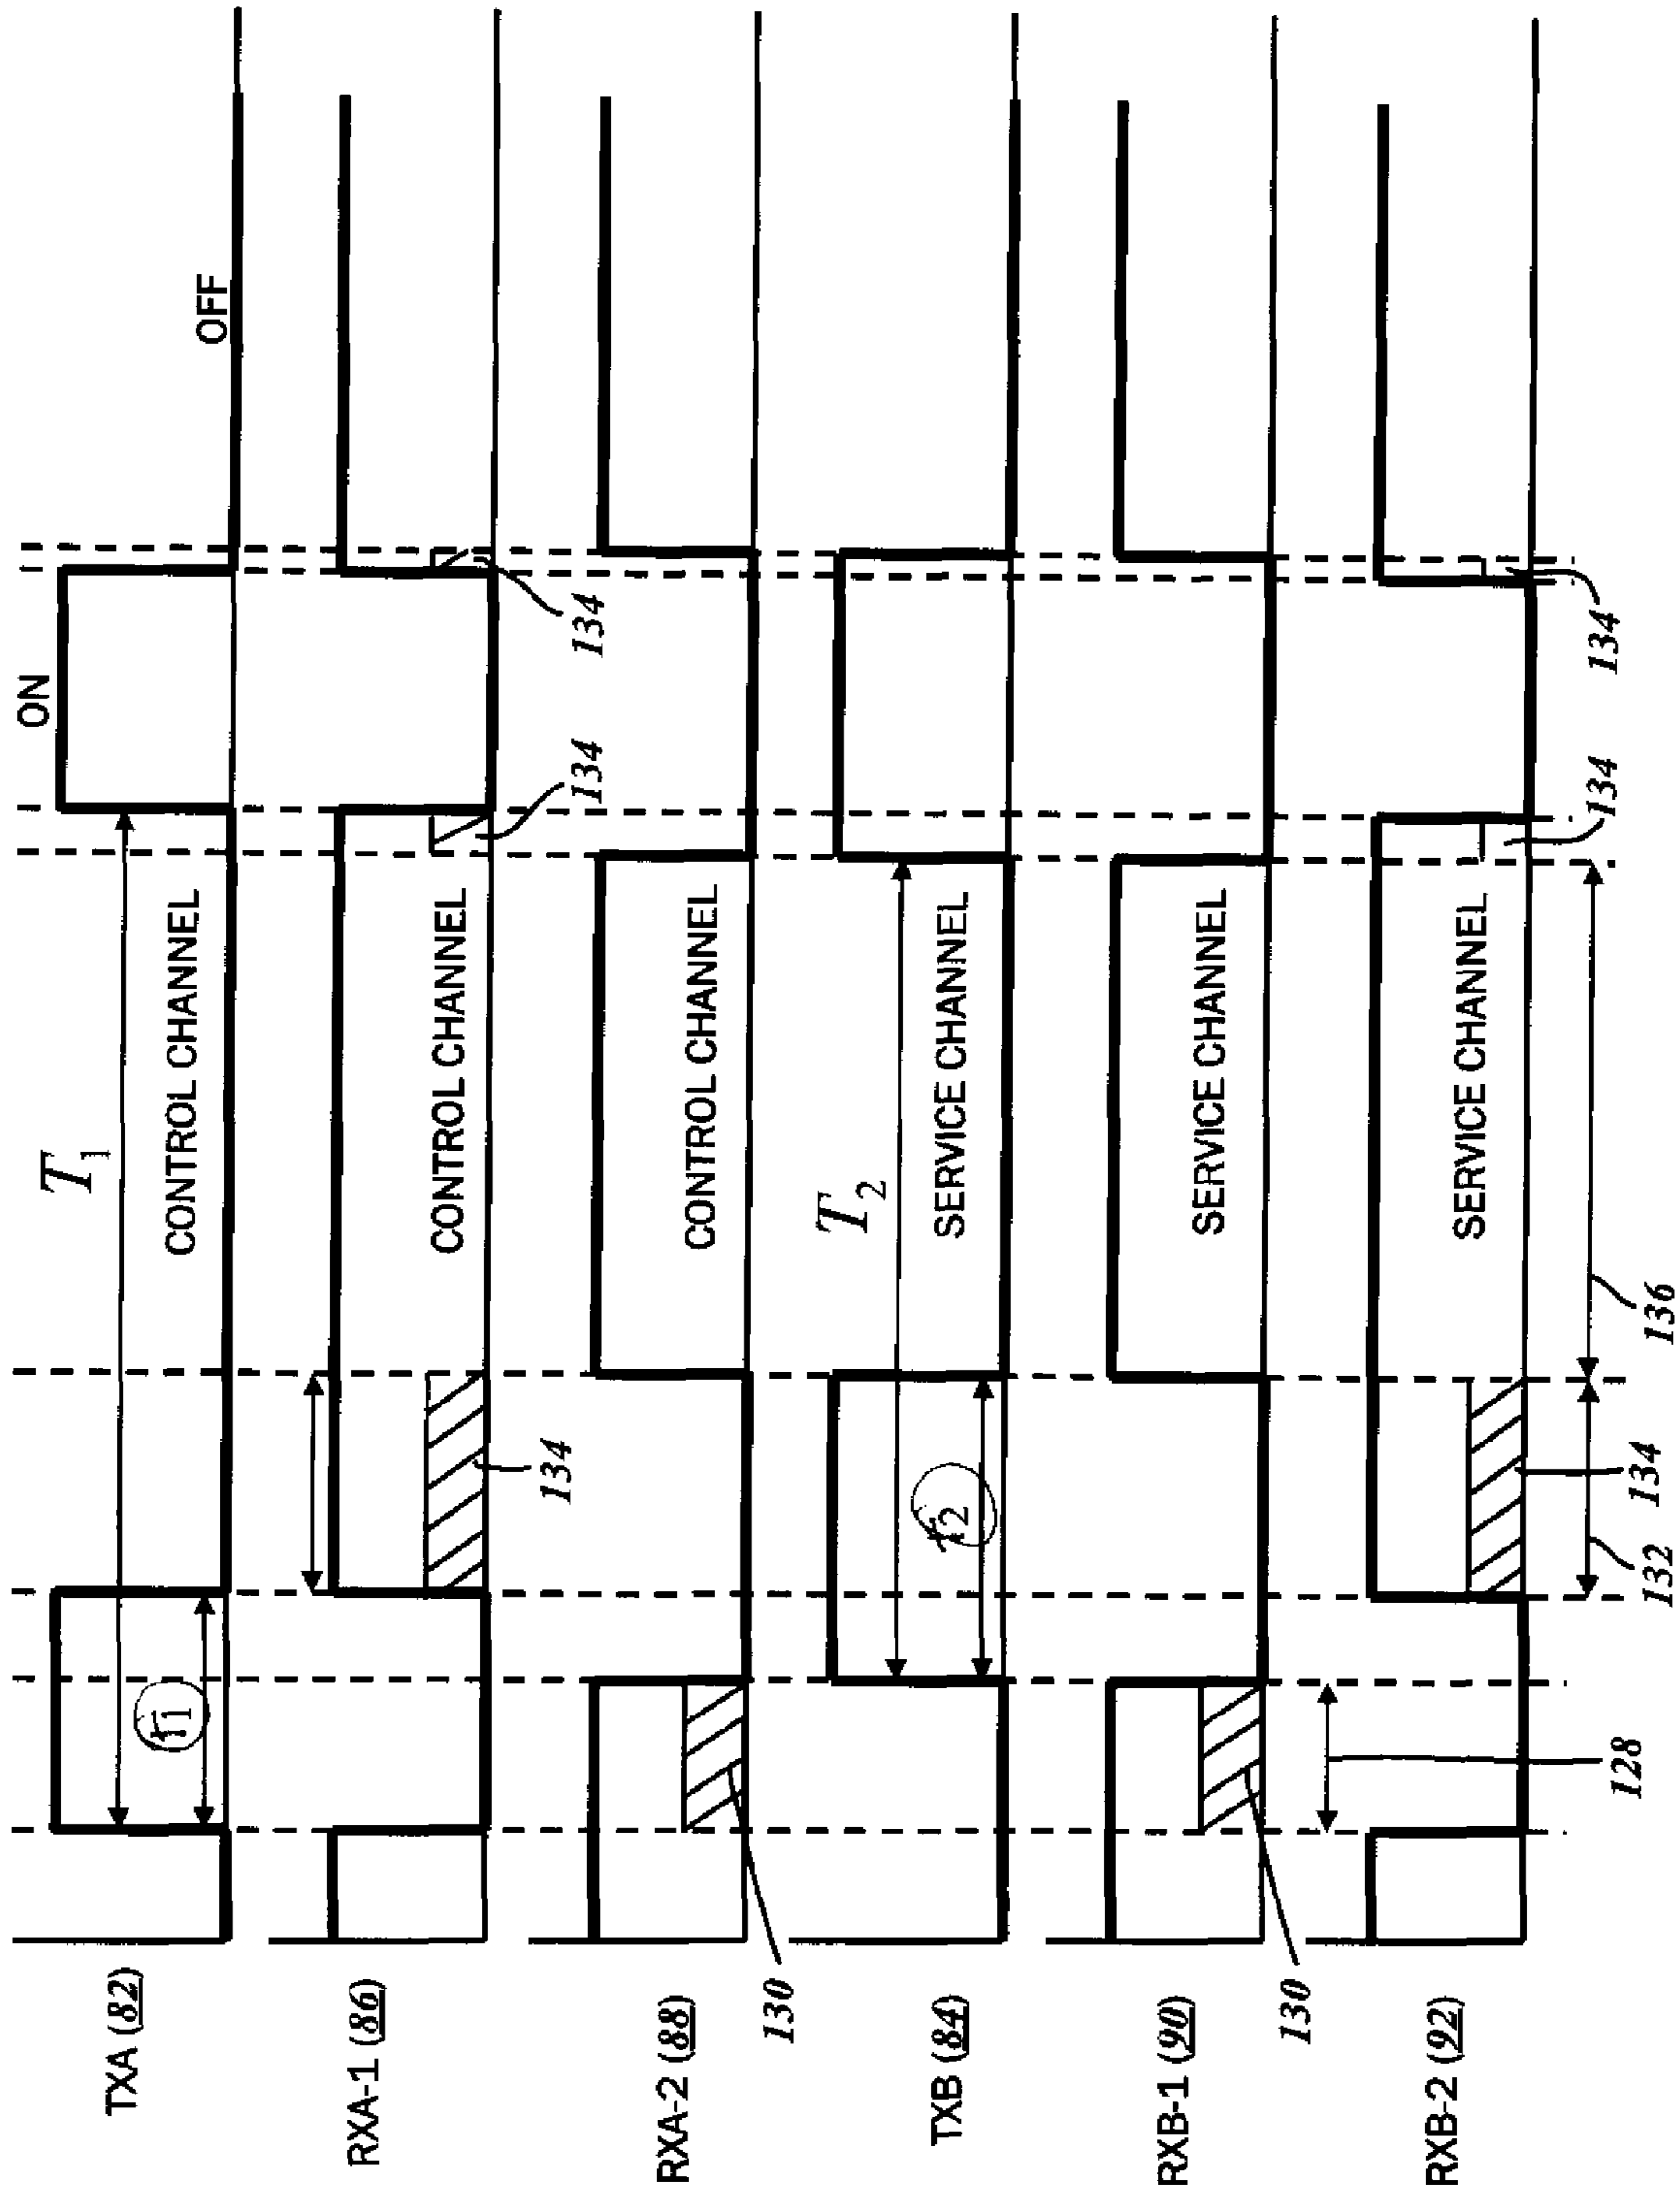 ON
T1
TXA (82)
CONTROL CHANNEL
OFF
RXA-1 (86)
CONTROL CHANNEL
134
134
134
RXA-2 (88)
CONTROL CHANNEL
130
T2
TXB (84)
SERVICE CHANNEL
RXB-1 (90)
SERVICE CHANNEL
130
RXB-2 (92)
SERVICE CHANNEL
128
132
134
136
134
134